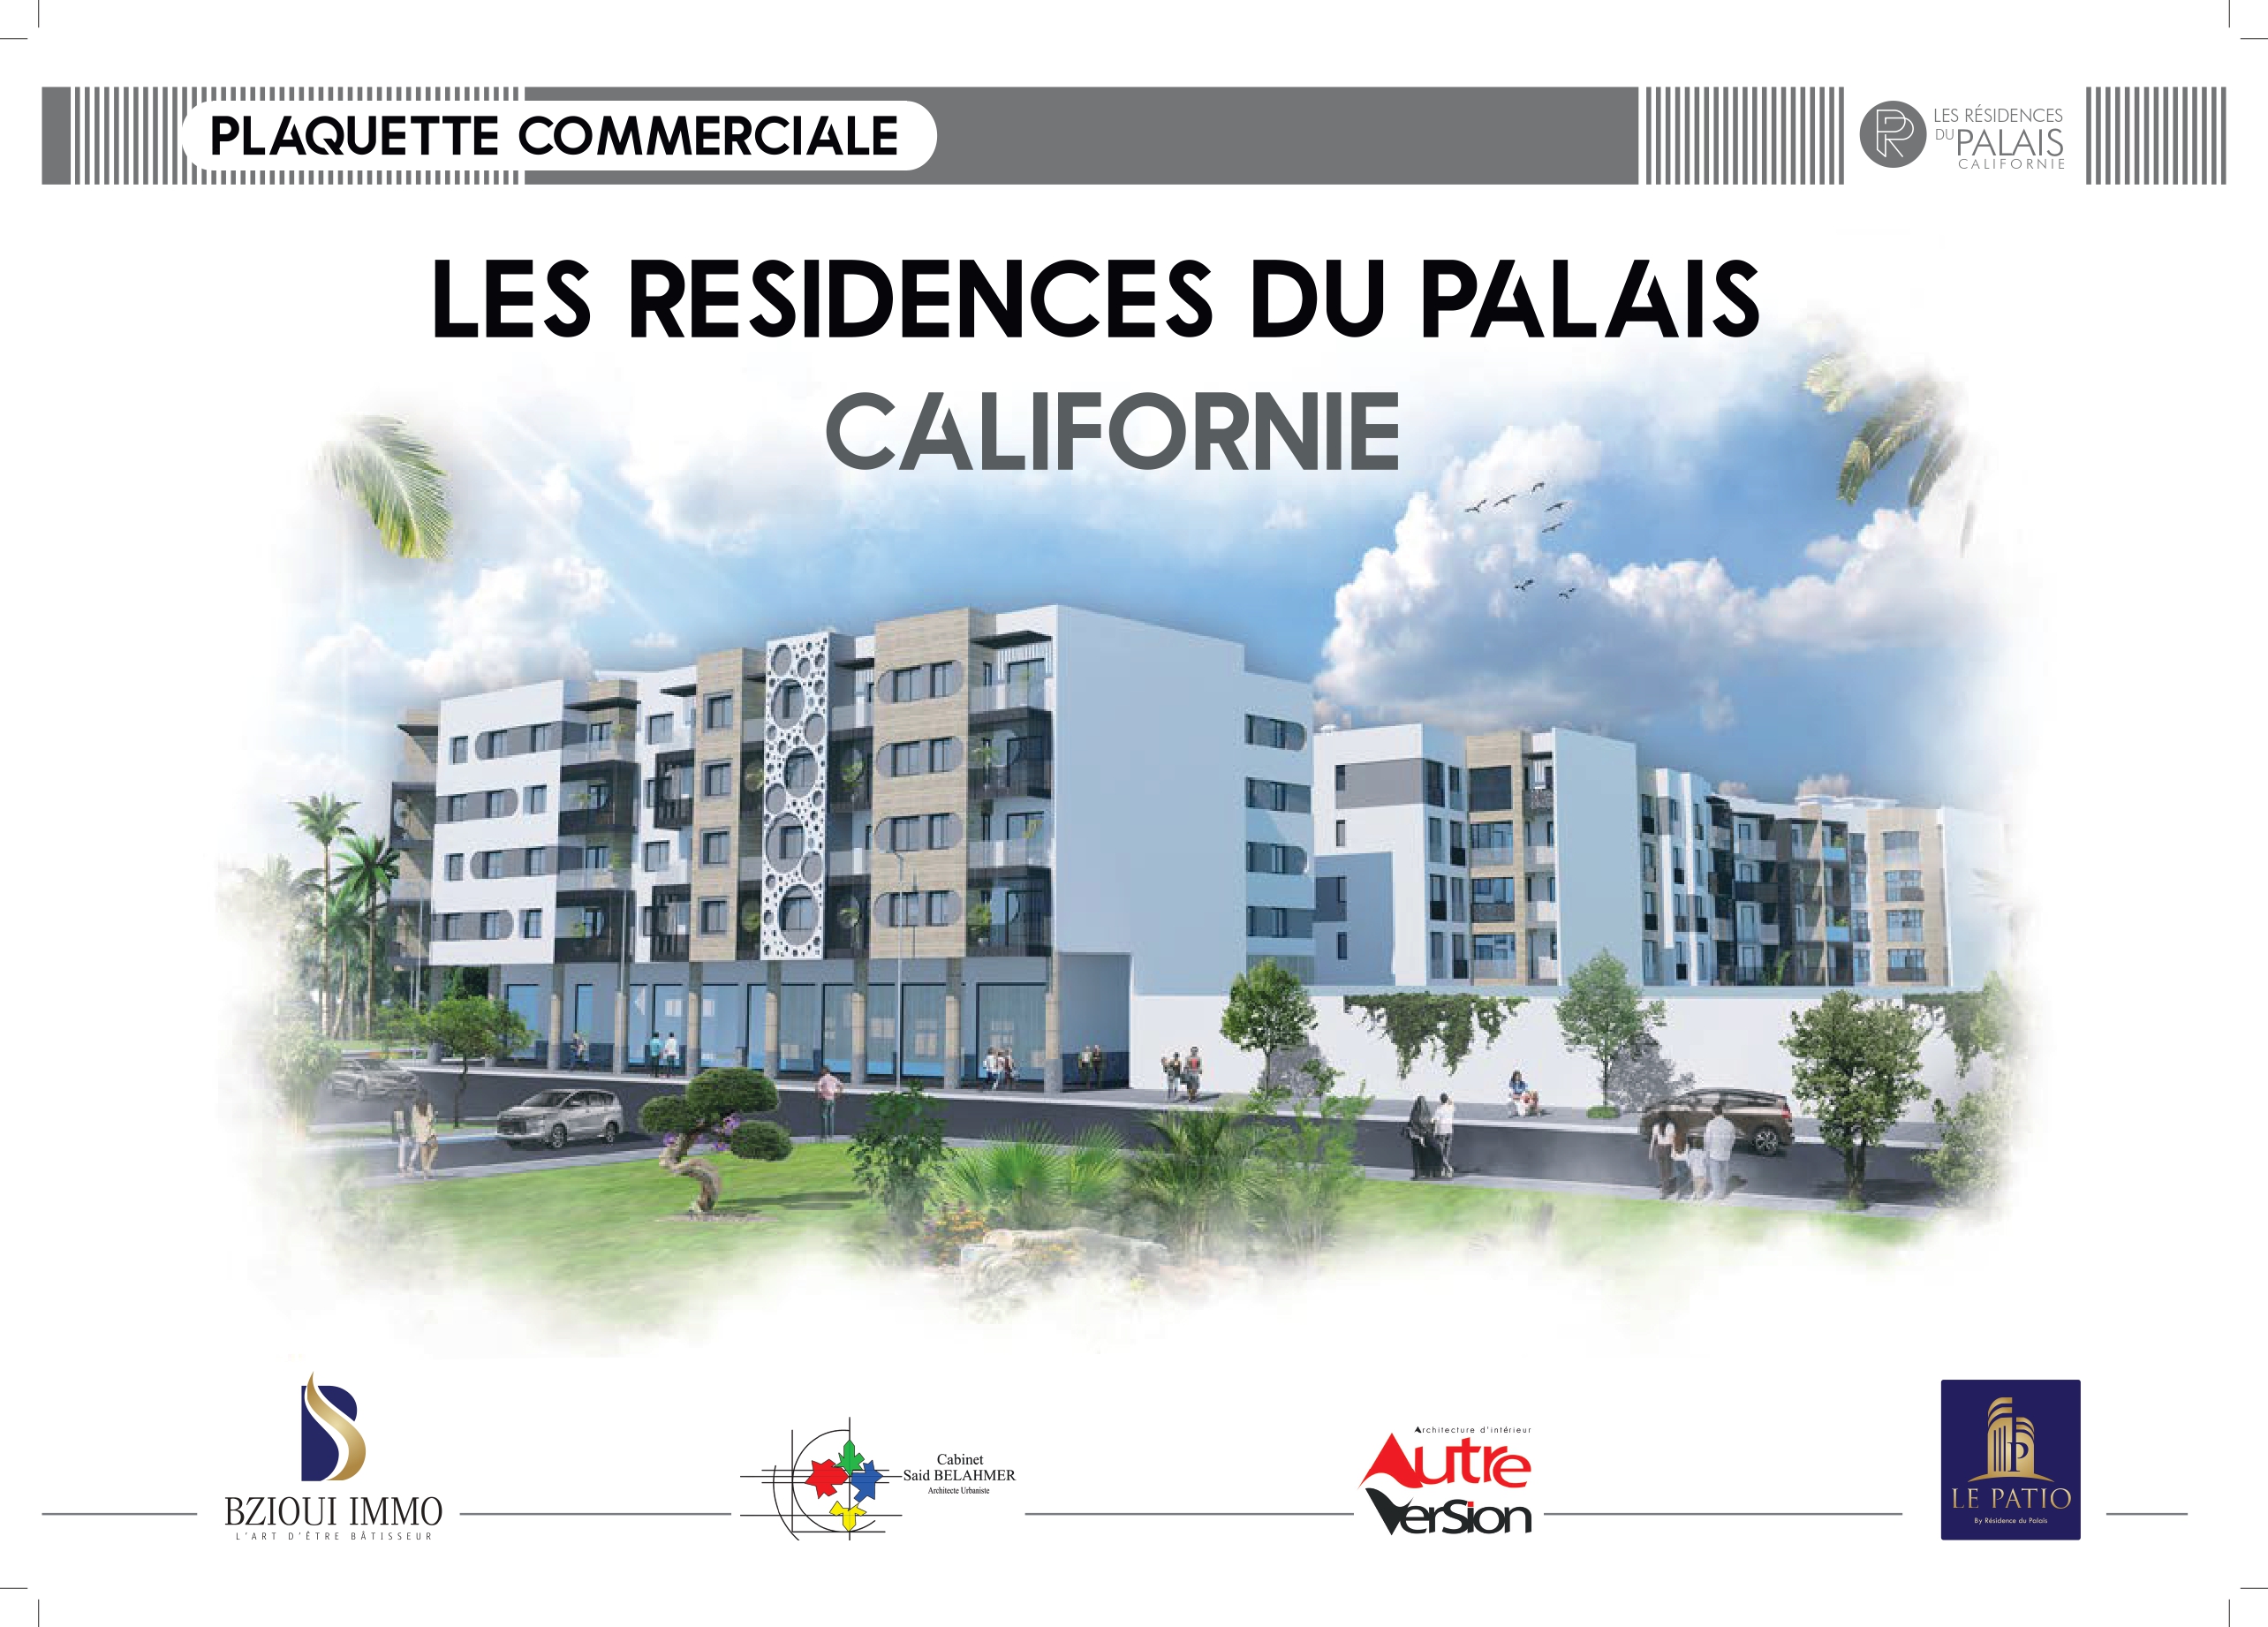 PLAQUETTE COMMERCIALE
LES RÉSIDENCES
DU PALAIS
CALIFORNIE
LES RESIDENCES DU PALAIS
CALIFORNIE
BZIOUI IMMO
L'ART D'ÊTRE BÂTISSEUR
Cabinet
Said BELAHMER
Architecte Urbaniste
Architecture d'intérieur
Autre
Version
LE PATIO
By Résidence du Palais